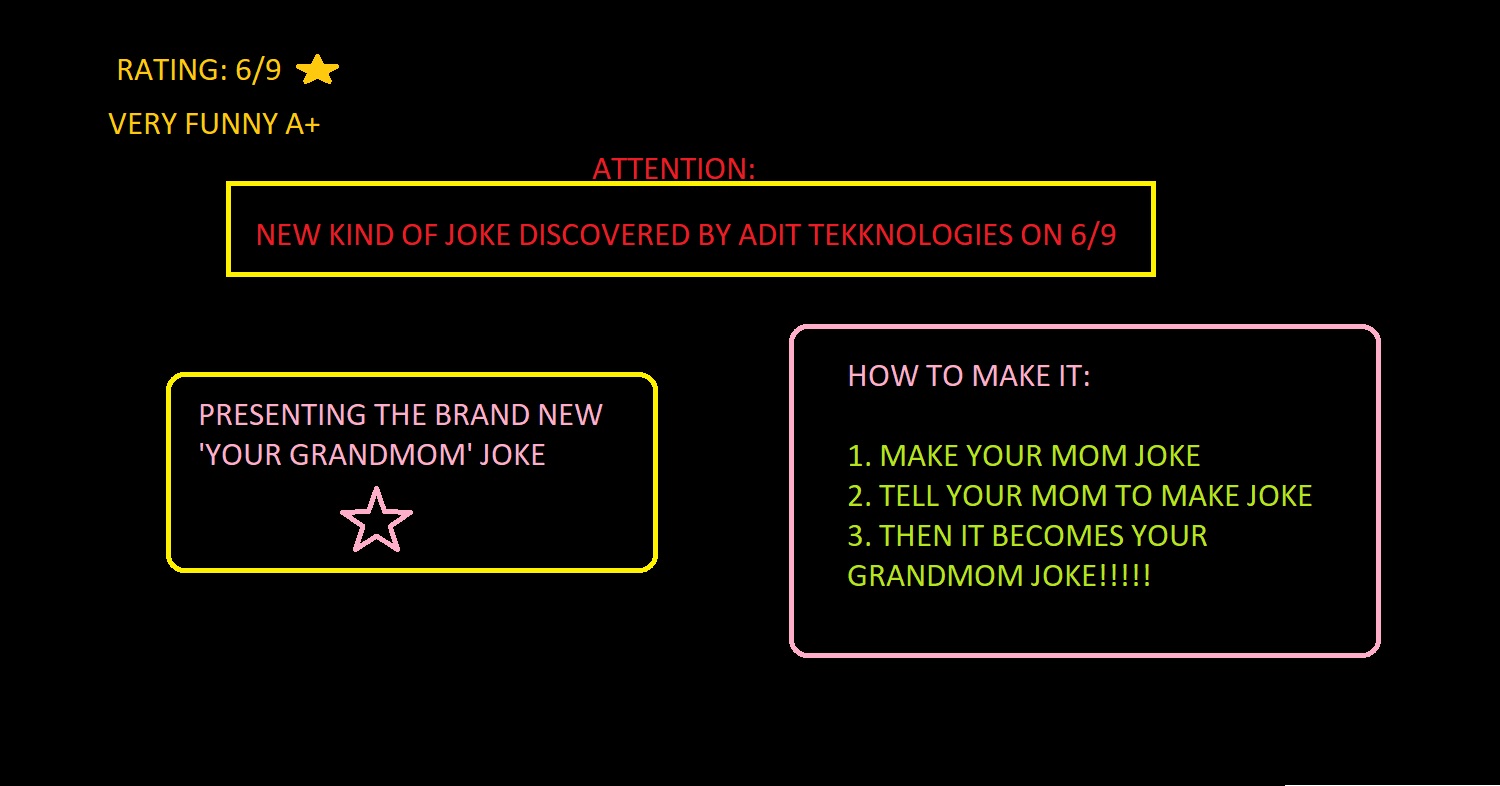 RATING: 6/9
VERY FUNNY A+
ATTENTION:
NEW KIND OF JOKE DISCOVERED BY ADIT TEKKNOLOGIES ON 6/9
PRESENTING THE BRAND NEW
'YOUR GRANDMOM' JOKE
HOW TO MAKE IT:
1. MAKE YOUR MOM JOKE
2. TELL YOUR MOM TO MAKE JOKE
3. THEN IT BECOMES YOUR
GRANDMOM JOKE!!!!!